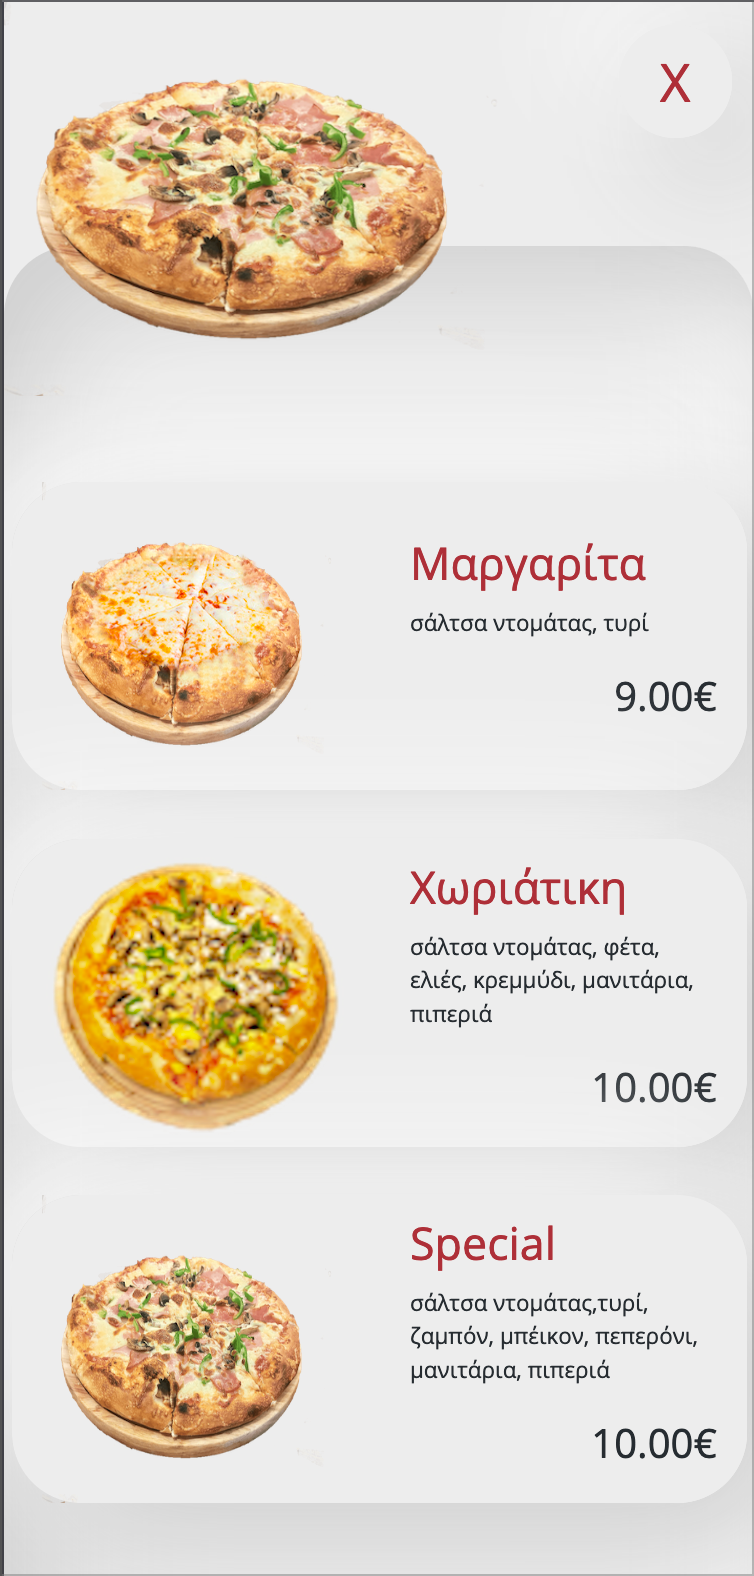 X
Μαργαρίτα
σάλτσα ντομάτας, τυρί
9.00€
Χωριάτικη
σάλτσα ντομάτας, φέτα,
ελιές, κρεμμύδι, μανιτάρια,
πιπεριά
10.00€
Special
σάλτσα ντομάτας,τυρί,
ζαμπόν, μπέικον, πεπερόνι,
μανιτάρια, πιπεριά
10.00€